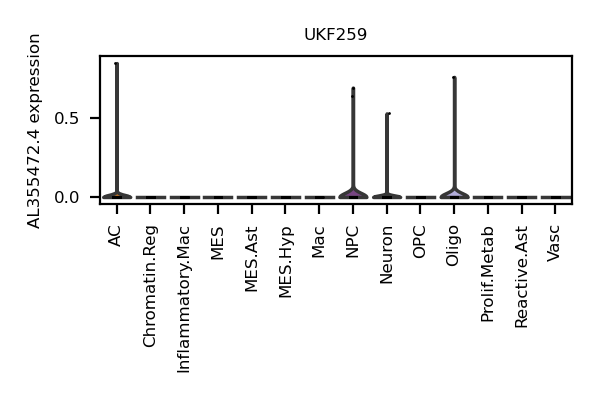 UKF259
AL355472.4 expression
0.5
0.0
AC
Chromatin.Reg
Inflammatory.Mac
MES
MES.Ast
MES.Hyp
Mac
NPC
Neuron
OPC
Oligo
Prolif.Metab
Reactive.Ast
Vasc